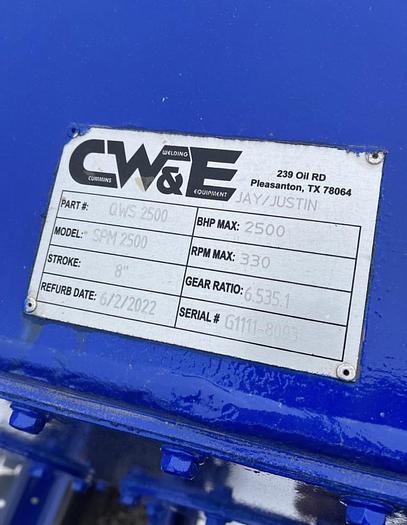 CW&E
CUMMINS WELDING EQUIPMENT
239 Oil RD
Pleasanton, TX 78064
JAY/JUSTIN
PART #: QWS 2500
MODEL: SPM 2500
STROKE: 8"
REFURB DATE: 6/2/2022
BHP MAX: 2500
RPM MAX: 330
GEAR RATIO: 6.535.1
SERIAL # G1111-8093